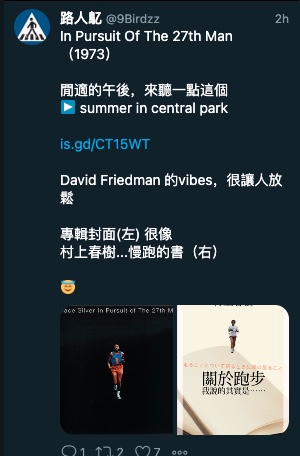 路人鴕 @9Birdzz 2h
In Pursuit Of The 27th Man
（1973）
閒適的午後，來聽一點這個
summer in central park
is.gd/CT15WT
David Friedman 的vibes，很讓人放
鬆
專輯封面(左) 很像
村上春樹...慢跑的書（右）
ace Silver In Pursuit of The 27th M
關於跑步
我說的其實是……
1 2 7